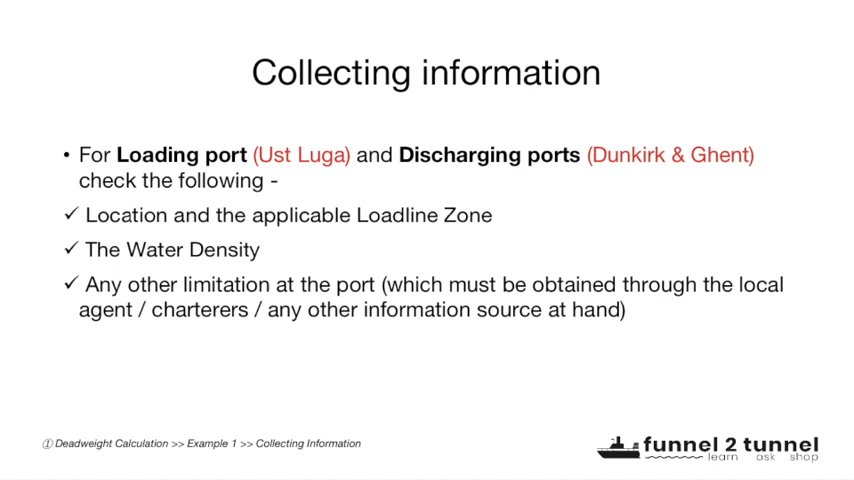 Collecting information
• For Loading port (Ust Luga) and Discharging ports (Dunkirk & Ghent)
check the following -
✓ Location and the applicable Loadline Zone
✓ The Water Density
✓ Any other limitation at the port (which must be obtained through the local
agent / charterers / any other information source at hand)
① Deadweight Calculation >> Example 1 >> Collecting Information
funnel 2 tunnel
learn ask shop